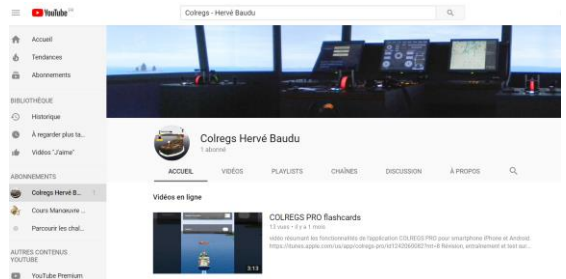 YouTube CA
Colregs - Hervé Baudu
Accueil
Tendances
Abonnements
BIBLIOTHÈQUE
Historique
À regarder plus ta...
Vidéos "J'aime"
ABONNEMENTS
Colregs Hervé B...
Cours Manœuvre ...
Parcourir les chaî...
AUTRES CONTENUS
YOUTUBE
YouTube Premium
Colregs Hervé Baudu
1 abonné
ACCUEIL VIDÉOS PLAYLISTS CHAÎNES DISCUSSION À PROPOS
Vidéos en ligne
3:13
COLREGS PRO flashcards
13 vues • il y a 1 mois
vidéo résumant les fonctionnalités de l'application COLREGS PRO pour smartphone iPhone et Android.